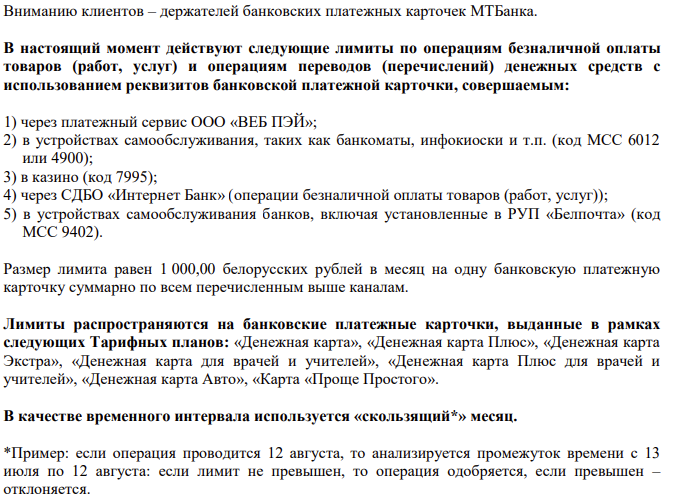 Вниманию клиентов – держателей банковских платежных карточек МТБанка.
В настоящий момент действуют следующие лимиты по операциям безналичной оплаты
товаров (работ, услуг) и операциям переводов (перечислений) денежных средств с
использованием реквизитов банковской платежной карточки, совершаемым:
1) через платежный сервис ООО «ВЕБ ПЭЙ»;
2) в устройствах самообслуживания, таких как банкоматы, инфокиоски и т.п. (код МСС 6012
или 4900);
3) в казино (код 7995);
4) через СДБО «Интернет Банк» (операции безналичной оплаты товаров (работ, услуг));
5) в устройствах самообслуживания банков, включая установленные в РУП «Белпочта» (код
МСС 9402).
Размер лимита равен 1 000,00 белорусских рублей в месяц на одну банковскую платежную
карточку суммарно по всем перечисленным выше каналам.
Лимиты распространяются на банковские платежные карточки, выданные в рамках
следующих Тарифных планов: «Денежная карта», «Денежная карта Плюс», «Денежная карта
Экстра», «Денежная карта для врачей и учителей», «Денежная карта Плюс для врачей и
учителей», «Денежная карта Авто», «Карта «Проще Простого».
В качестве временного интервала используется «скользящий*» месяц.
*Пример: если операция проводится 12 августа, то анализируется промежуток времени с 13
июля по 12 августа: если лимит не превышен, то операция одобряется, если превышен –
отклоняется.